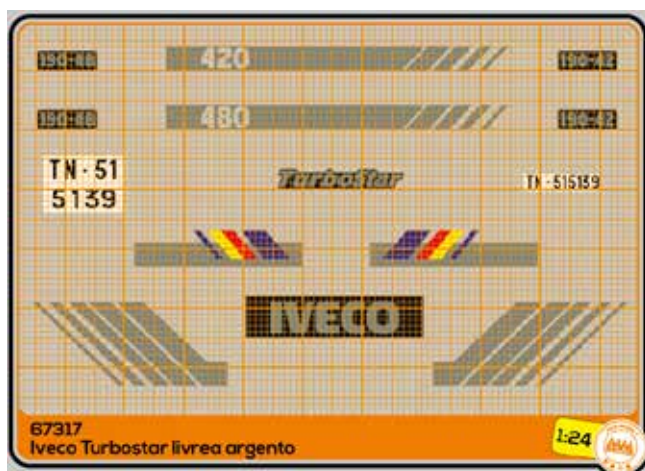 190-48 420 190-42
190-48 480 190-42
TN · 51
5139
TurboStar
TN · 515139
IVECO
67317
Iveco Turbostar livrea argento
1:24